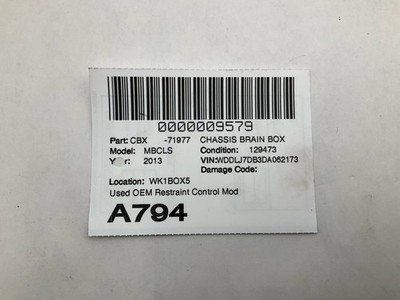 0000009579
Part: CBX -71977 CHASSIS BRAIN BOX
Model: MBCLS Condition: 129473
Year: 2013 VIN:WDDLJ7DB3DA062173
Damage Code:
Location: WK1BOX5
Used OEM Restraint Control Mod
A794